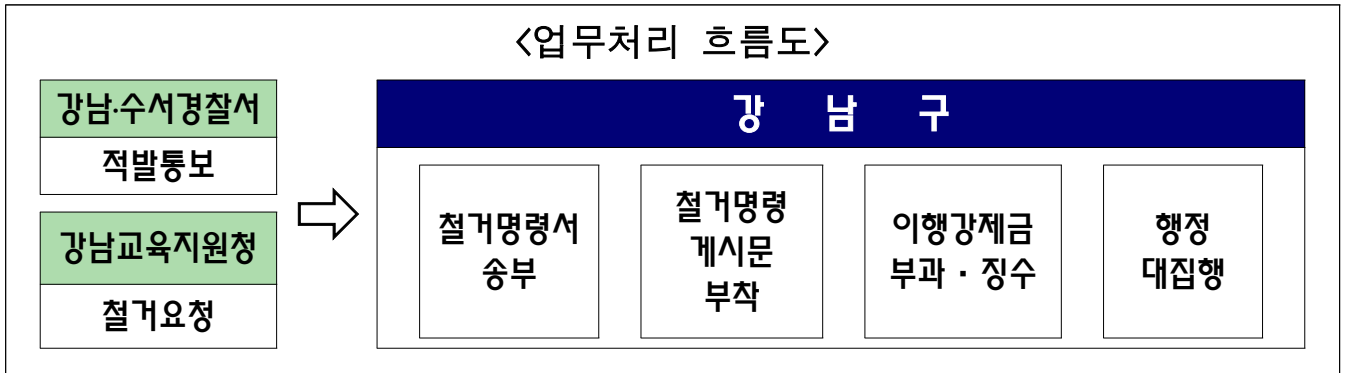 <업무처리 흐름도>
강남·수서경찰서
적발통보
강남교육지원청
철거요청
강 남 구
철거명령서
송부
철거명령
게시문
부착
이행강제금
부과 · 징수
행정
대집행